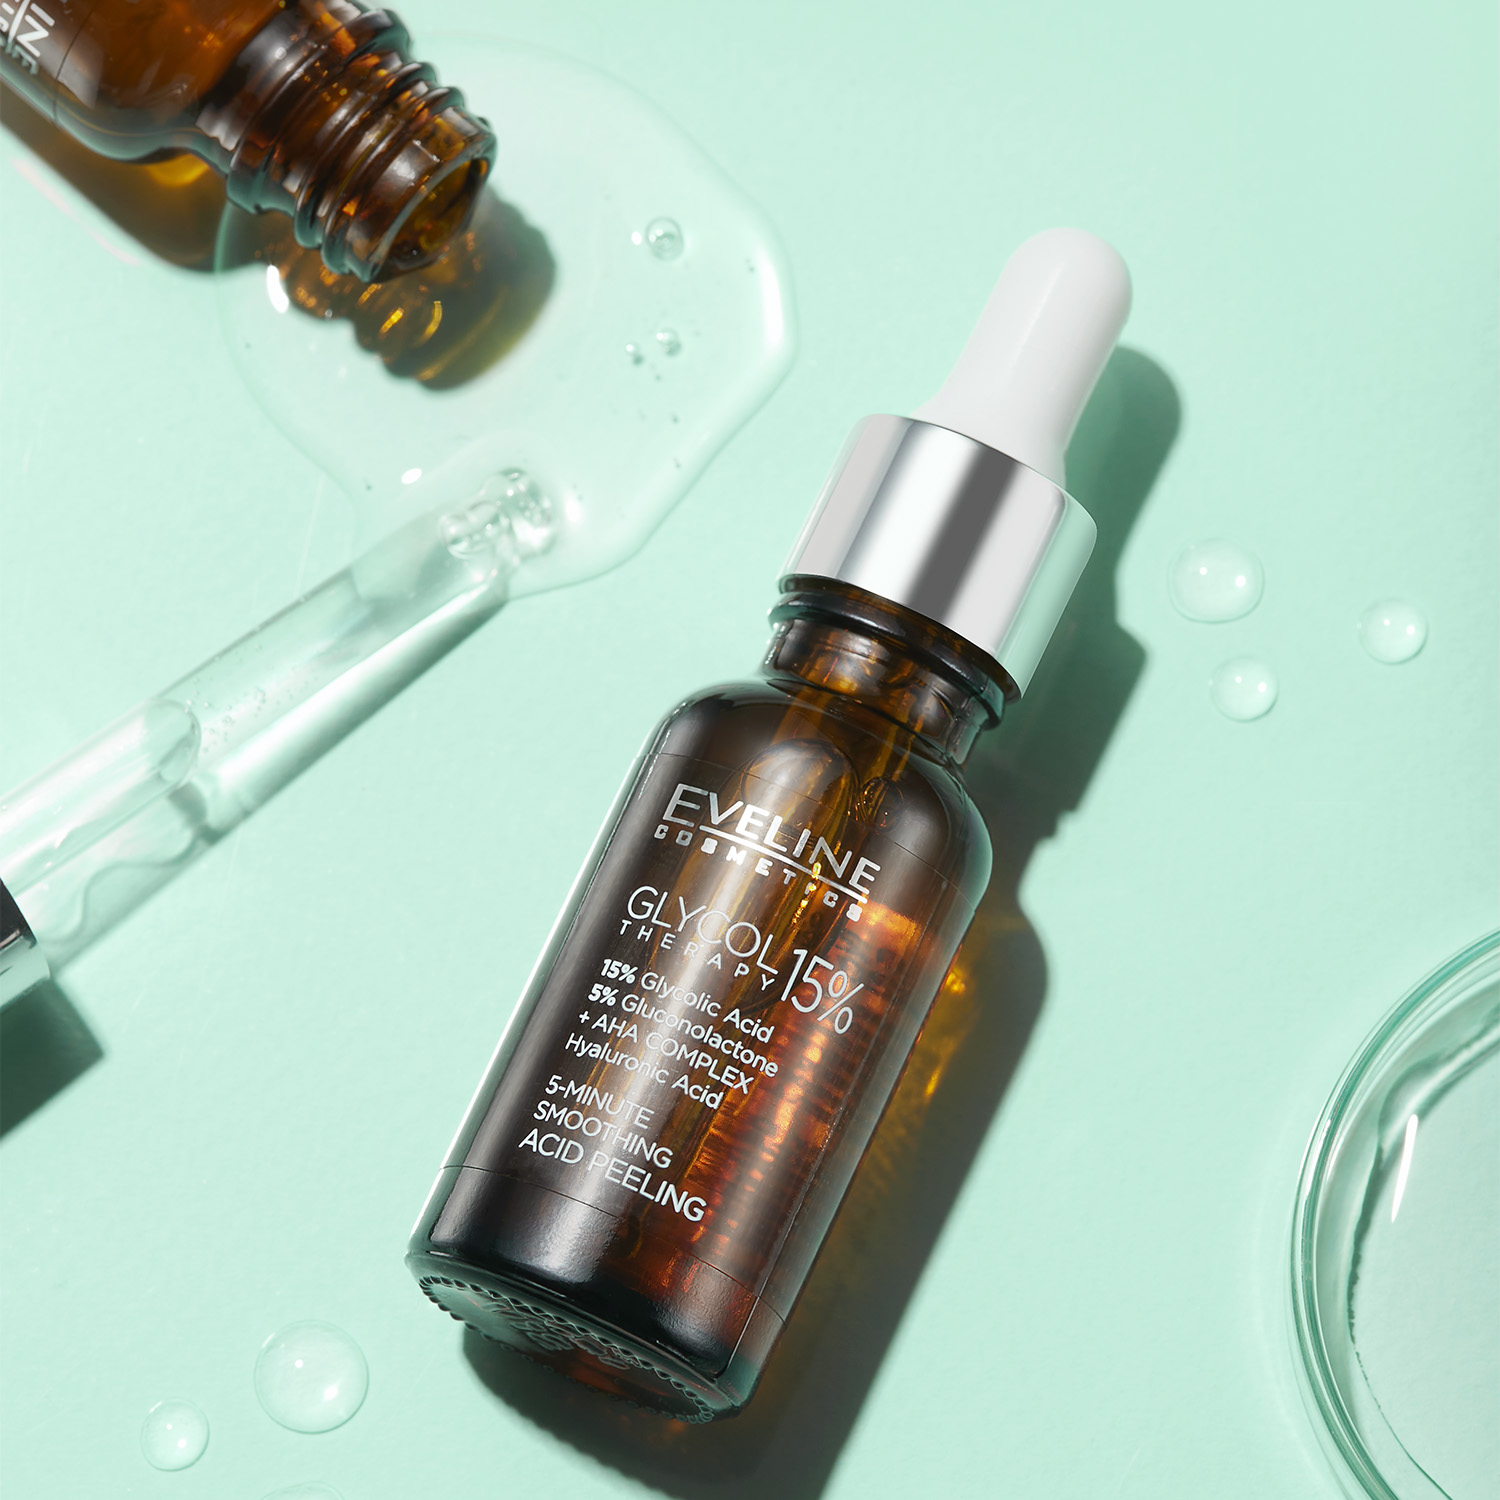 EVELINE
COSMETICS
GLYCOL
THERAPY 15%
15% Glycolic Acid
5% Gluconolactone
+ AHA COMPLEX
Hyaluronic Acid
5-MINUTE
SMOOTHING
ACID PEELING